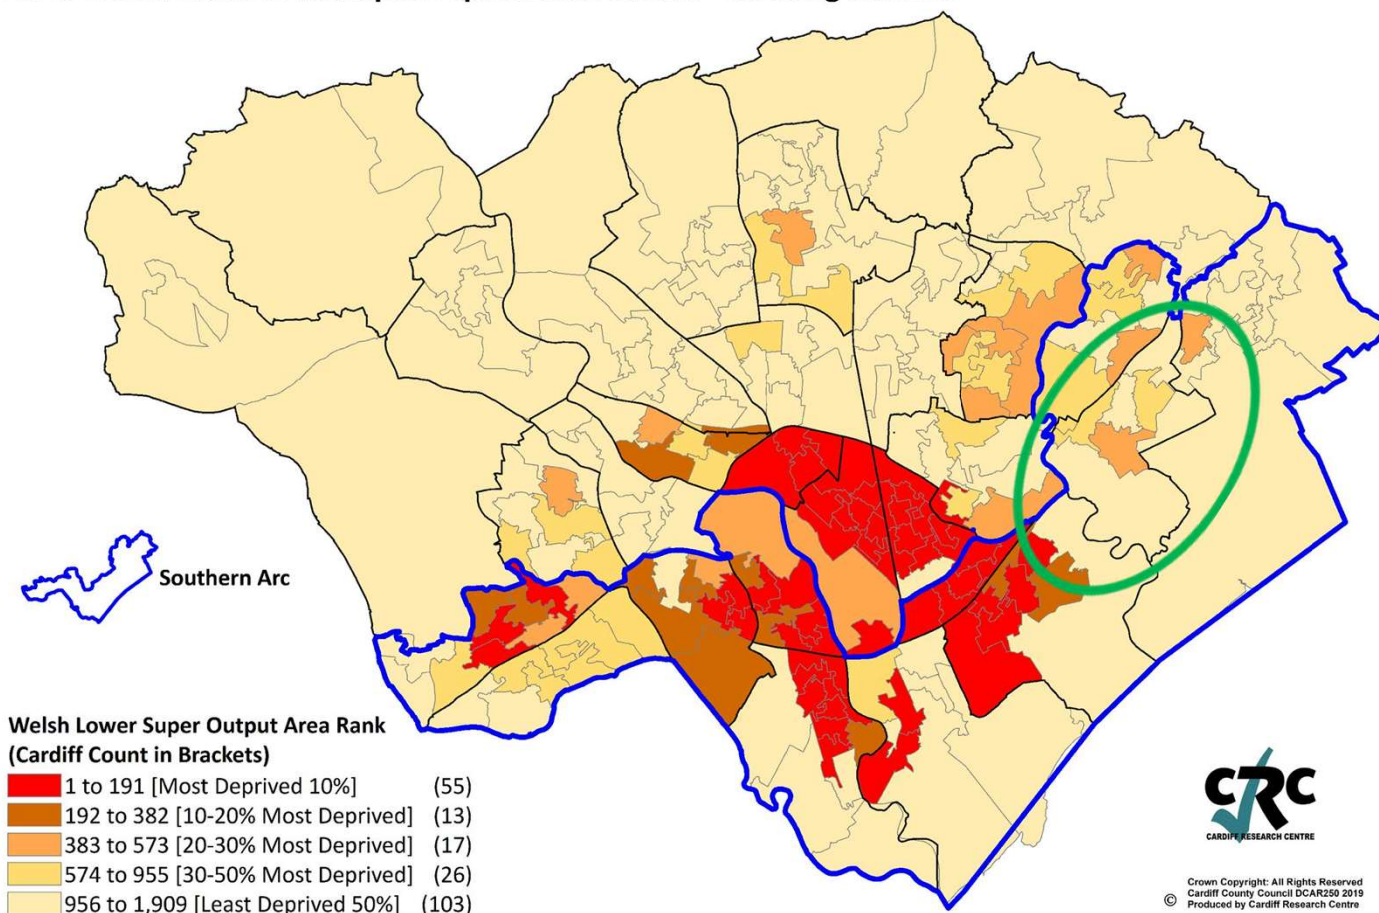 Southern Arc
Welsh Lower Super Output Area Rank
(Cardiff Count in Brackets)
1 to 191 [Most Deprived 10%] (55)
192 to 382 [10-20% Most Deprived] (13)
383 to 573 [20-30% Most Deprived] (17)
574 to 955 [30-50% Most Deprived] (26)
956 to 1,909 [Least Deprived 50%] (103)
CRC
CARDIFF RESEARCH CENTRE
Crown Copyright: All Rights Reserved
Cardiff County Council DCAR250 2019
© Produced by Cardiff Research Centre